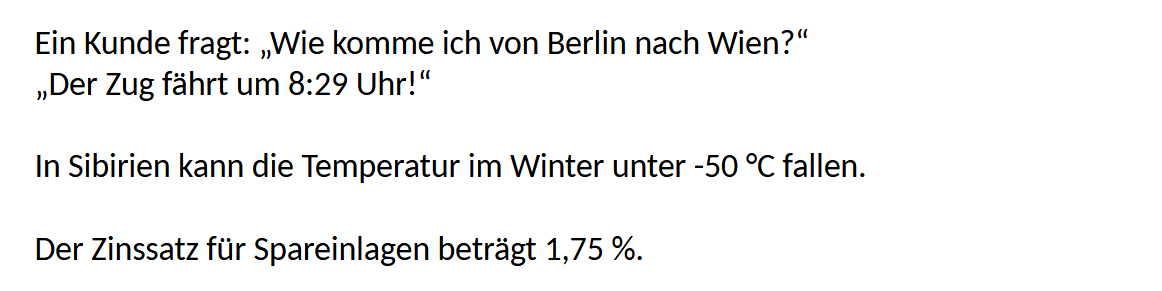 Ein Kunde fragt: „Wie komme ich von Berlin nach Wien?“
„Der Zug fährt um 8:29 Uhr!“
In Sibirien kann die Temperatur im Winter unter -50 °C fallen.
Der Zinssatz für Spareinlagen beträgt 1,75 %.